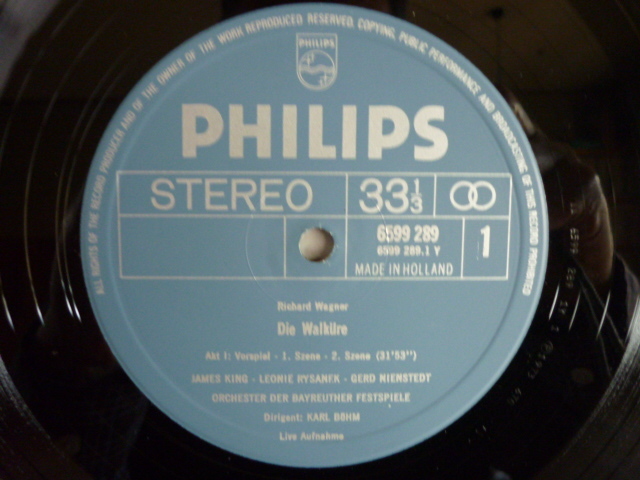 ALL RIGHTS OF THE RECORD PRODUCER AND OF THE OWNER OF THE WORK REPRODUCED RESERVED. COPYING, PUBLIC PERFORMANCE AND BROADCASTING OF THIS RECORD PROHIBITED
PHILIPS
PHILIPS
STEREO 33 1/3
6599 289 1
6599 289.1 Y
MADE IN HOLLAND
Richard Wagner
Die Walküre
Akt I: Vorspiel · 1. Szene · 2. Szene (31'53'')
JAMES KING · LEONIE RYSANEK · GERD NIENSTEDT
ORCHESTER DER BAYREUTHER FESTSPIELE
Dirigent: KARL BÖHM
Live Aufnahme